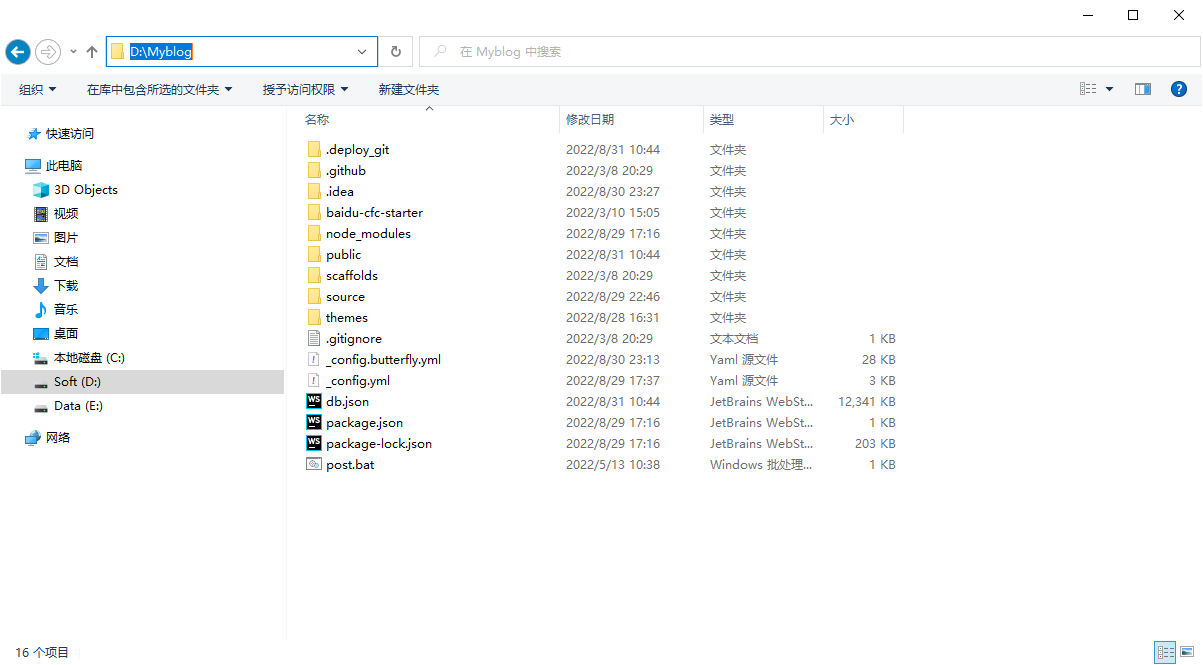 D:\Myblog
在 Myblog 中搜索
组织 在库中包含所选的文件夹 授予访问权限 新建文件夹
快速访问
此电脑
3D Objects
视频
图片
文档
下载
音乐
桌面
本地磁盘 (C:)
Soft (D:)
Data (E:)
网络
名称 修改日期 类型 大小
.deploy_git 2022/8/31 10:44 文件夹
.github 2022/3/8 20:29 文件夹
.idea 2022/8/30 23:27 文件夹
baidu-cfc-starter 2022/3/10 15:05 文件夹
node_modules 2022/8/29 17:16 文件夹
public 2022/8/31 10:44 文件夹
scaffolds 2022/3/8 20:29 文件夹
source 2022/8/29 22:46 文件夹
themes 2022/8/28 16:31 文件夹
.gitignore 2022/3/8 20:29 文本文档 1 KB
_config.butterfly.yml 2022/8/30 23:13 Yaml 源文件 28 KB
_config.yml 2022/8/29 17:37 Yaml 源文件 3 KB
WS db.json 2022/8/31 10:44 JetBrains WebSt... 12,341 KB
WS package.json 2022/8/29 17:16 JetBrains WebSt... 1 KB
WS package-lock.json 2022/8/29 17:16 JetBrains WebSt... 203 KB
post.bat 2022/5/13 10:38 Windows 批处理... 1 KB
16 个项目